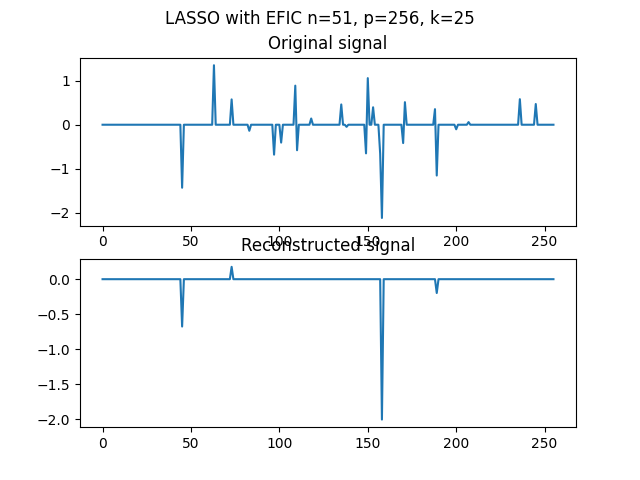 LASSO with EFIC n=51, p=256, k=25
Original signal
1
0
−1
−2
0 50 100 150 200 250
Reconstructed signal
0.0
−0.5
−1.0
−1.5
−2.0
0 50 100 150 200 250